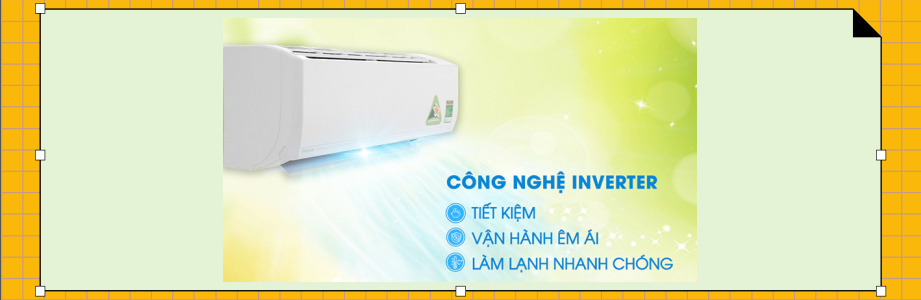 CÔNG NGHỆ INVERTER
TIẾT KIỆM
VẬN HÀNH ÊM ÁI
LÀM LẠNH NHANH CHÓNG